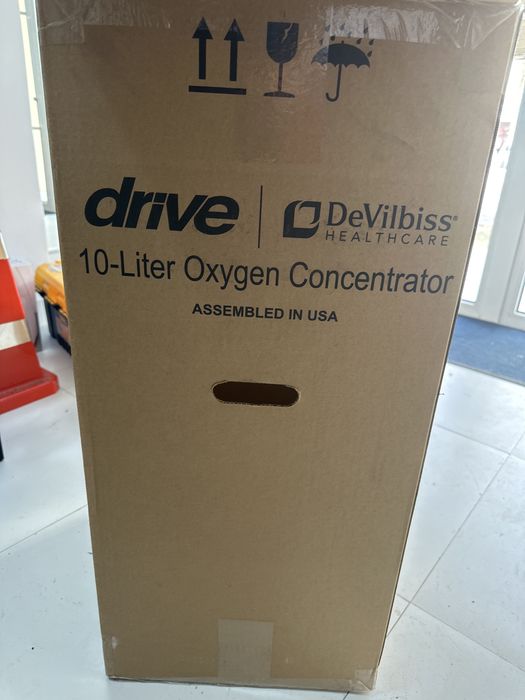 drive
DeVilbiss®
HEALTHCARE
10-Liter Oxygen Concentrator
ASSEMBLED IN USA